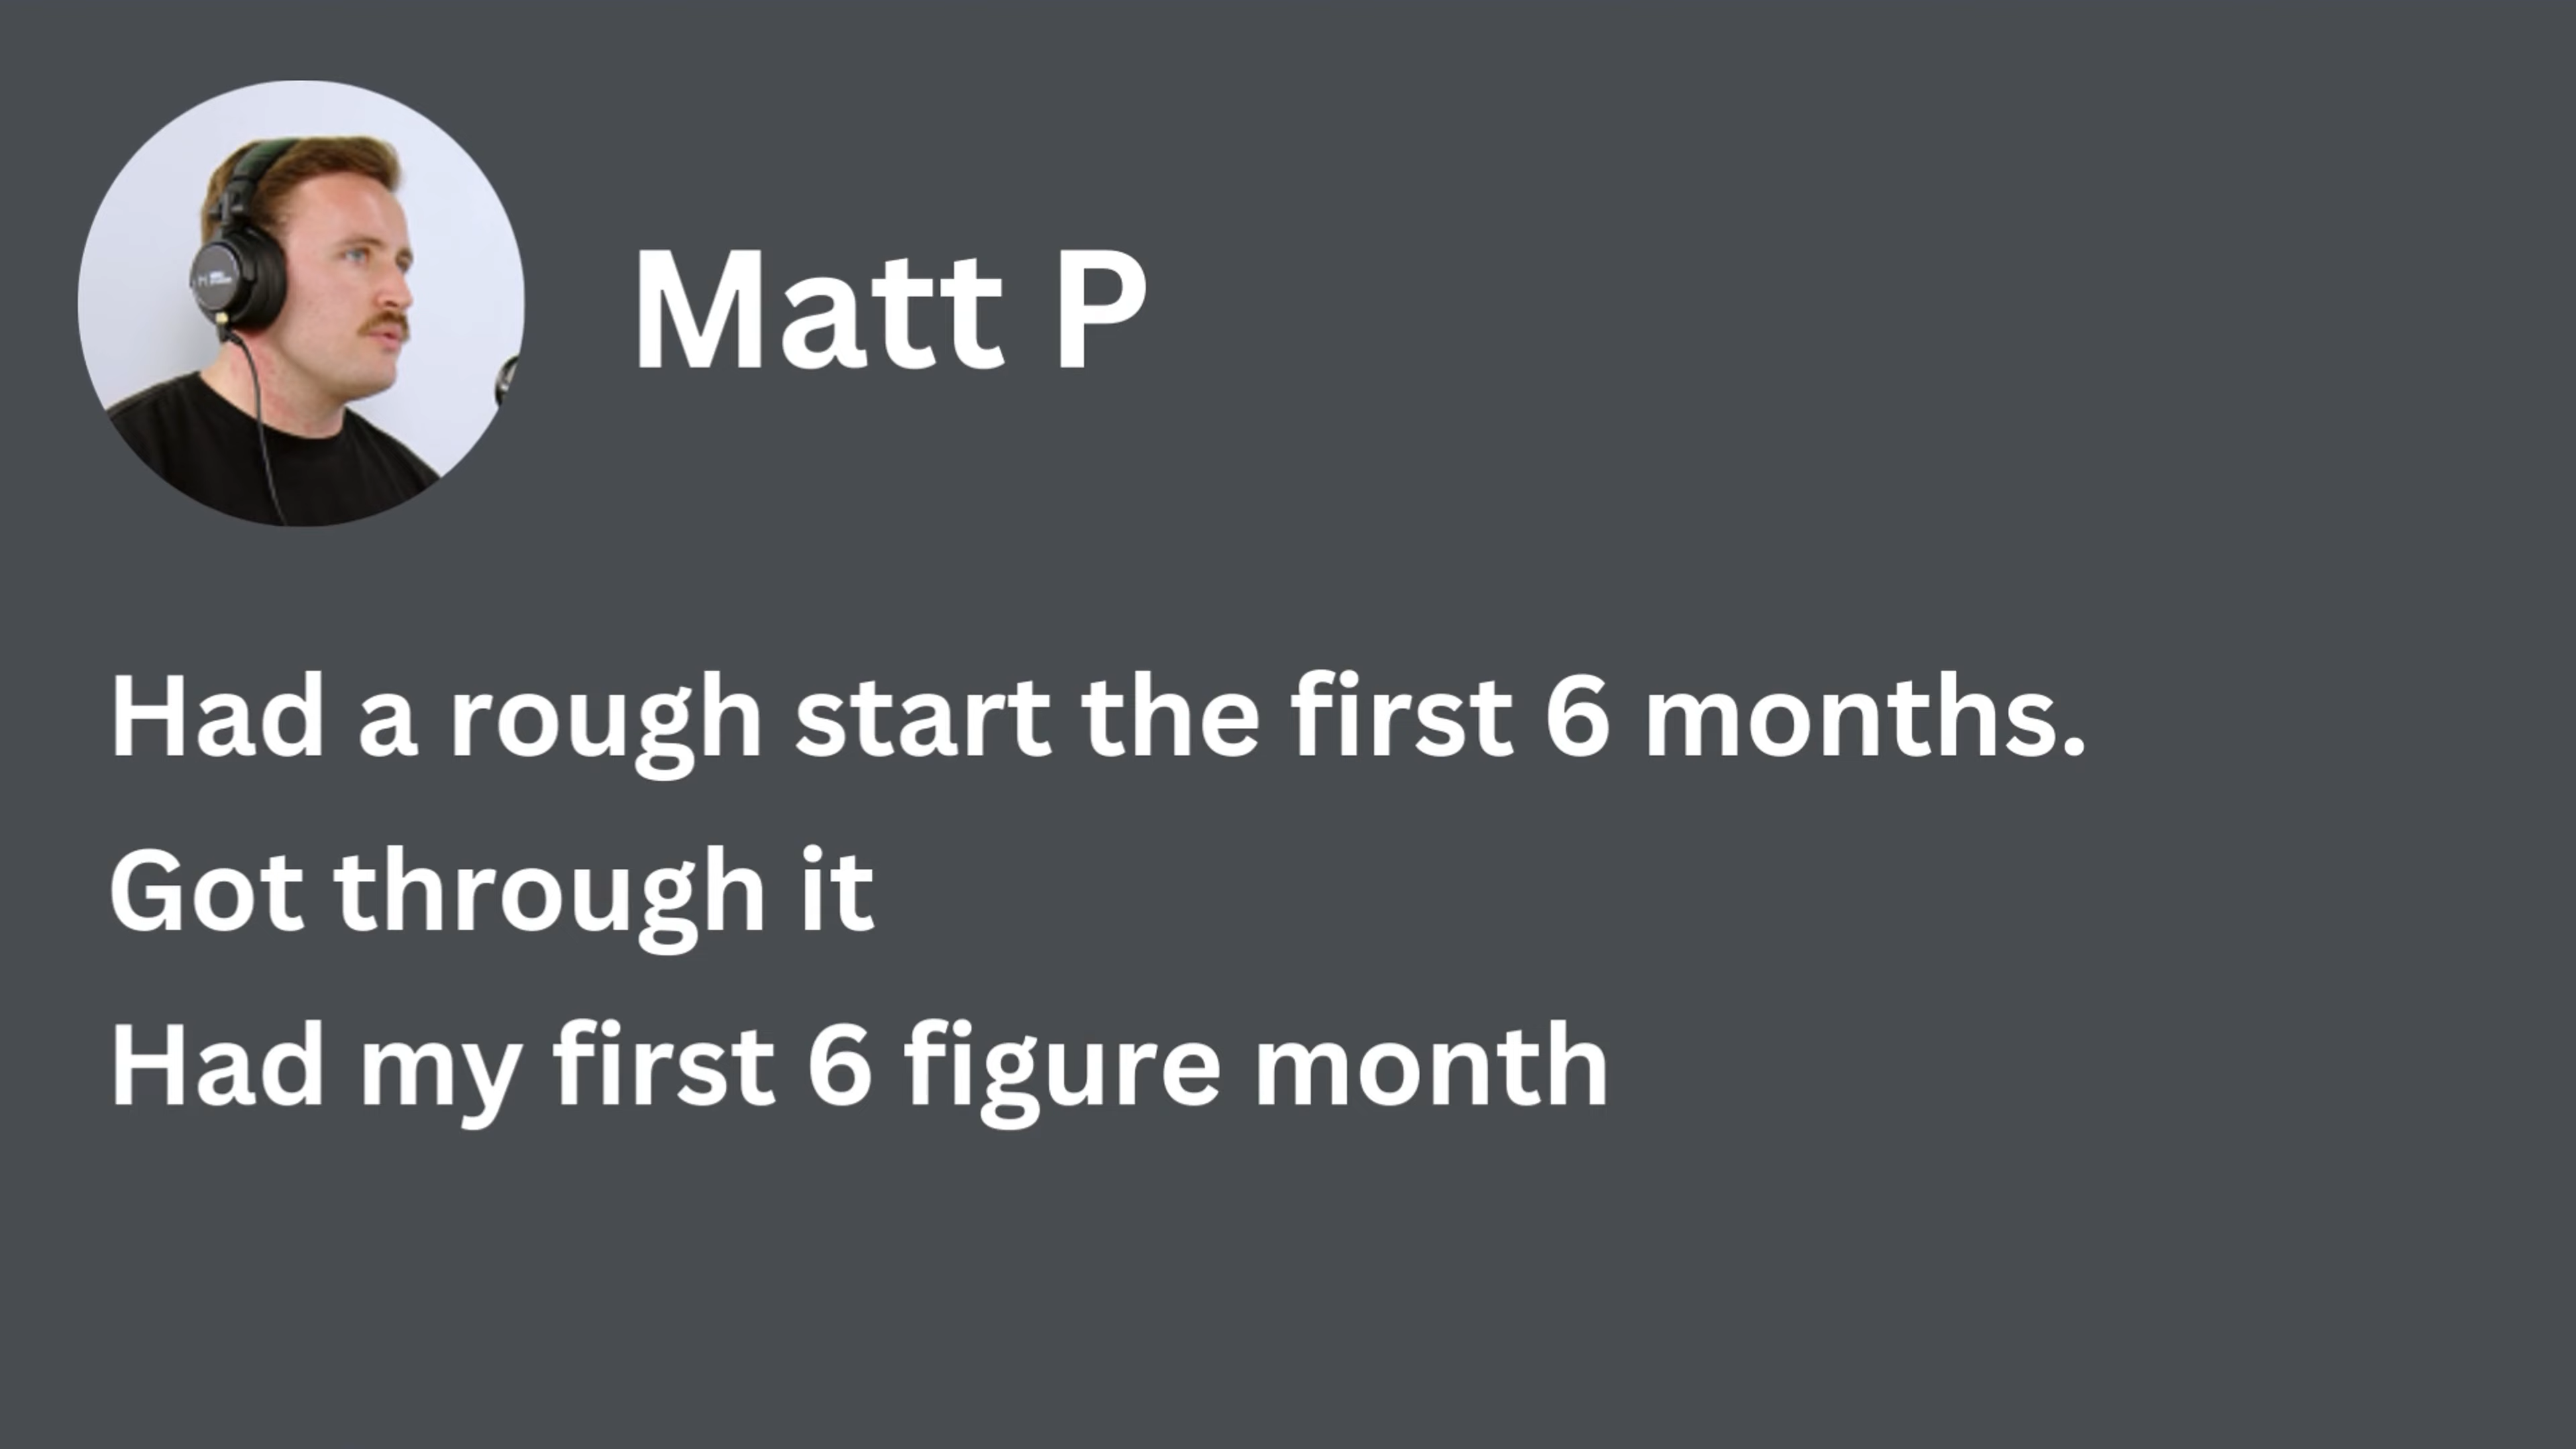 Matt P
Had a rough start the first 6 months.
Got through it
Had my first 6 figure month